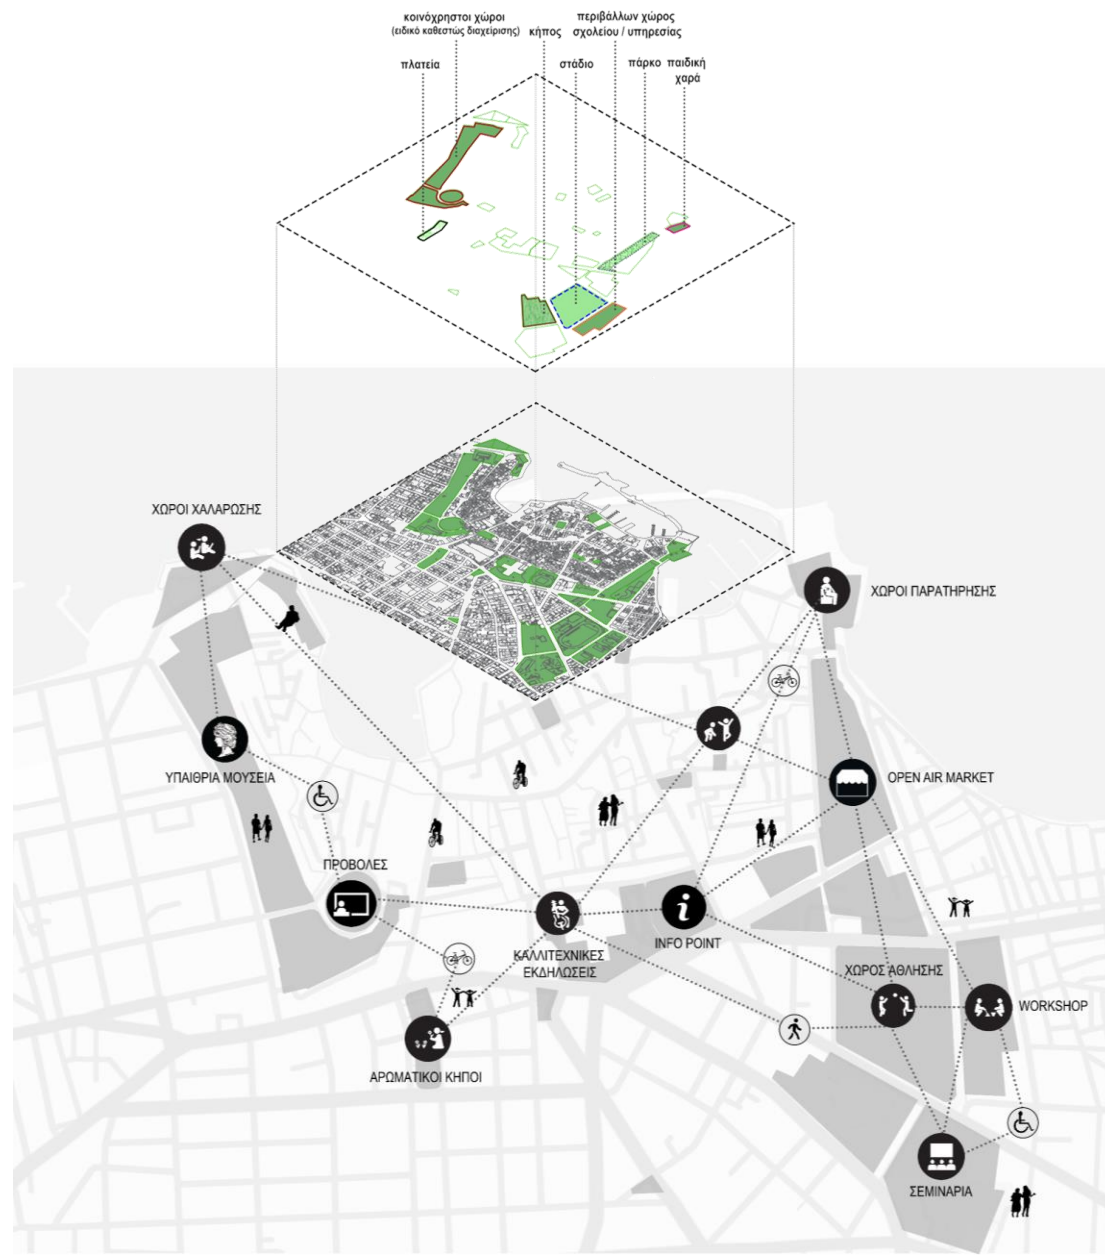 κοινόχρηστοι χώροι
(ειδικό καθεστώς διαχείρισης)
κήπος
περιβάλλων χώρος
σχολείου / υπηρεσίας
πλατεία
στάδιο
πάρκο
παιδική
χαρά
ΧΩΡΟΙ ΧΑΛΑΡΩΣΗΣ
ΧΩΡΟΙ ΠΑΡΑΤΗΡΗΣΗΣ
ΥΠΑΙΘΡΙΑ ΜΟΥΣΕΙΑ
OPEN AIR MARKET
ΠΡΟΒΟΛΕΣ
i
INFO POINT
ΚΑΛΛΙΤΕΧΝΙΚΕΣ
ΕΚΔΗΛΩΣΕΙΣ
ΧΩΡΟΣ ΑΘΛΗΣΗΣ
WORKSHOP
ΑΡΩΜΑΤΙΚΟΙ ΚΗΠΟΙ
ΣΕΜΙΝΑΡΙΑ